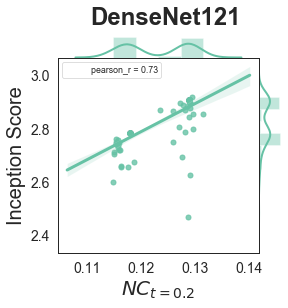 DenseNet121
pearson_r = 0.73
Inception Score
3.0
2.8
2.6
2.4
0.11 0.12 0.13 0.14
NC_{t=0.2}